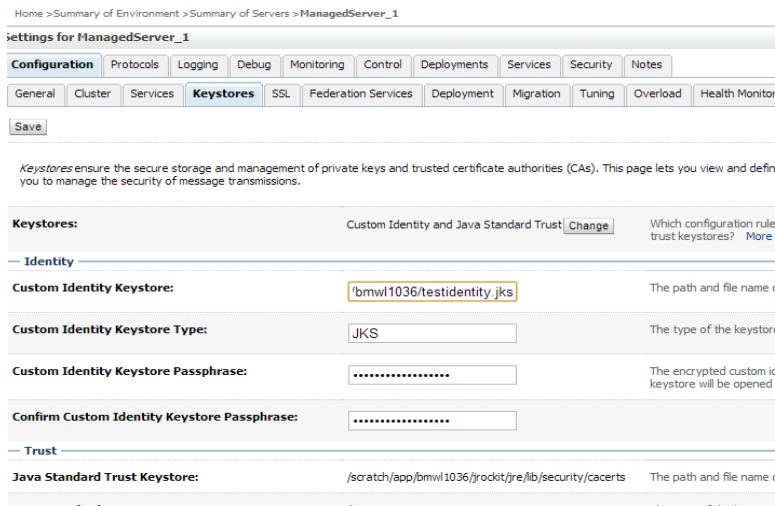 Home >Summary of Environment >Summary of Servers >ManagedServer_1
Settings for ManagedServer_1
Configuration Protocols Logging Debug Monitoring Control Deployments Services Security Notes
General Cluster Services Keystores SSL Federation Services Deployment Migration Tuning Overload Health Monitor
Save
Keystores ensure the secure storage and management of private keys and trusted certificate authorities (CAs). This page lets you view and defin
you to manage the security of message transmissions.
Keystores: Custom Identity and Java Standard Trust Change Which configuration rule
trust keystores? More
Identity
Custom Identity Keystore: /bmwl1036/testidentity.jks The path and file name
Custom Identity Keystore Type: JKS The type of the keystore
Custom Identity Keystore Passphrase: •••••••••••••••••• The encrypted custom id
keystore will be opened
Confirm Custom Identity Keystore Passphrase: ••••••••••••••••••
Trust
Java Standard Trust Keystore: /scratch/app/bmwl1036/jrockit/jre/lib/security/cacerts The path and file name